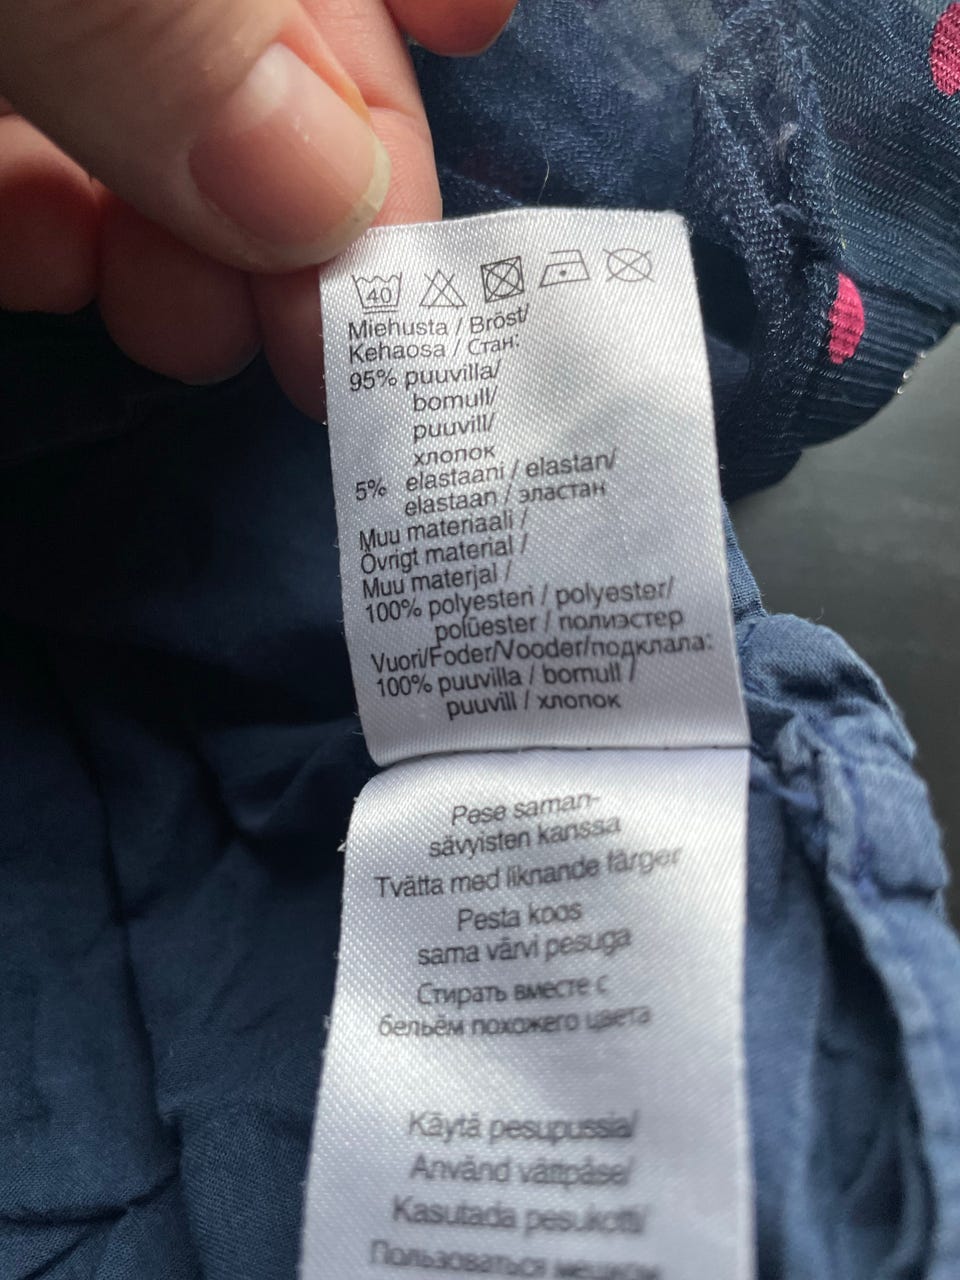 40
Miehusta / Bröst/
Kehaosa / Стан:
95% puuvilla/
bomull/
puuvill/
хлопок
5% elastaani / elastan/
elastaan / эластан
Muu materiaali /
Övrigt material /
Muu materjal /
100% polyesteri / polyester/
polüester / полиэстер
Vuori/Foder/Vooder/подклала:
100% puuvilla / bomull /
puuvill / хлопок
Pese saman-
sävyisten kanssa
Tvätta med liknande färger
Pesta koos
sama värvi pesuga
Стирать вместе с
бельём похожего цвета
Käytä pesupussia/
Använd vättpåse/
Kasutada pesukotti/
Пользоваться мешком